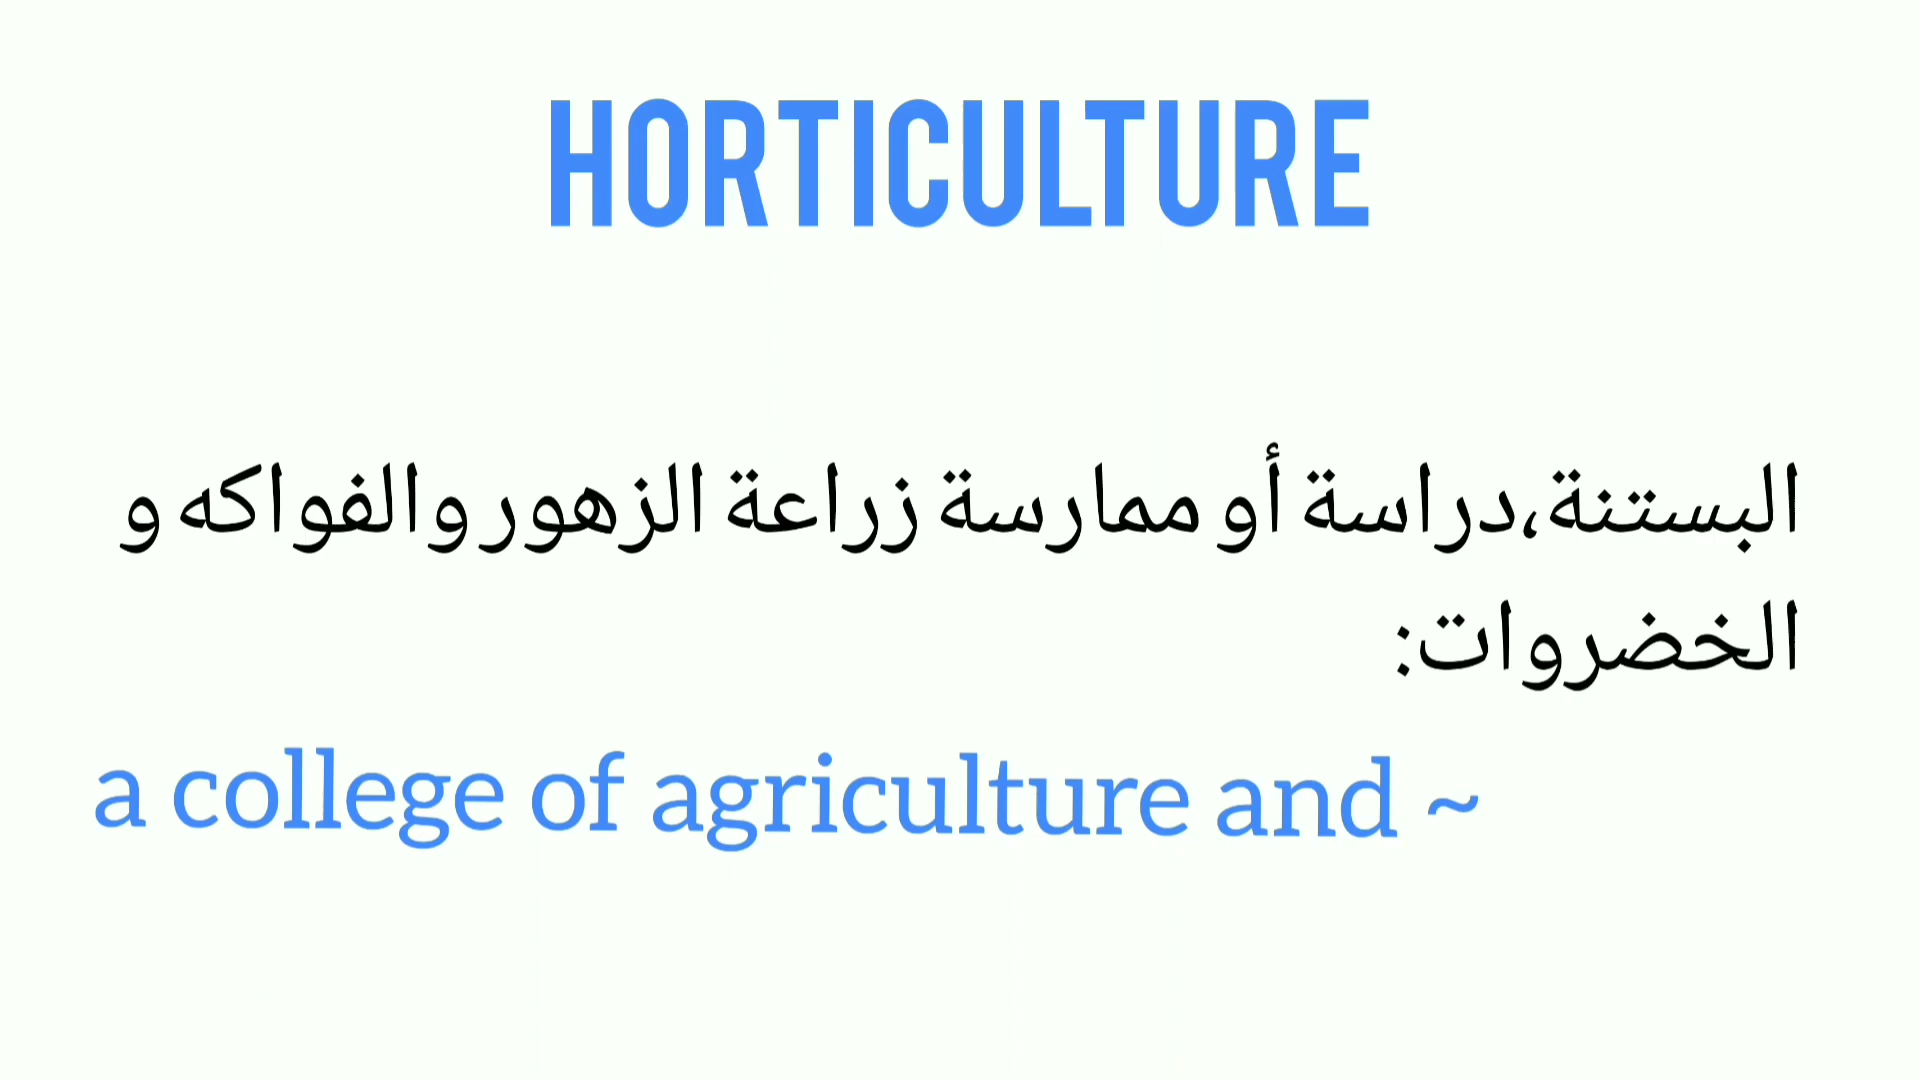 HORTICULTURE
البستنة،دراسة أو ممارسة زراعة الزهور والفواكه و
الخضروات:
a college of agriculture and ~